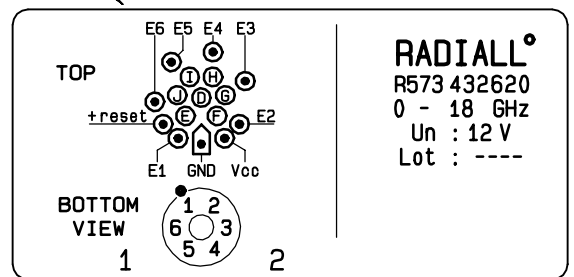 E6 E5 E4 E3
TOP
I H
J D G
E F
+reset E2
E1 GND Vcc
BOTTOM
VIEW
1 2
6 3
5 4
1 2
RADIALL°
R573 432620
0 - 18 GHz
Un : 12 V
Lot : ----